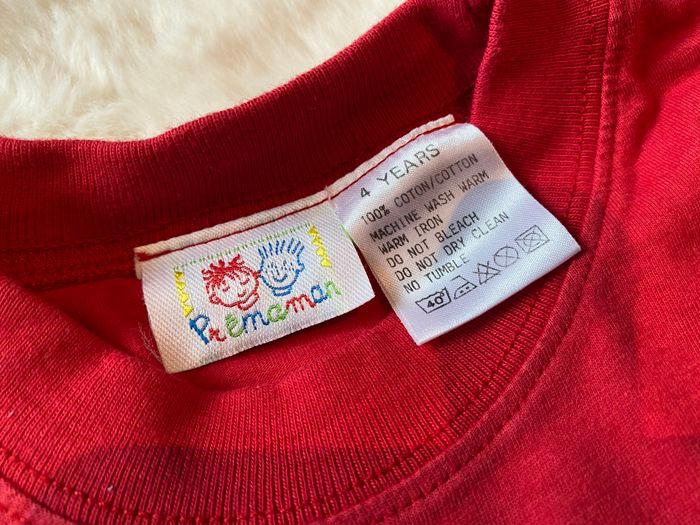 Prémaman
4 YEARS
100% COTON/COTTON
MACHINE WASH WARM
WARM IRON
DO NOT BLEACH
DO NOT DRY CLEAN
NO TUMBLE
40°